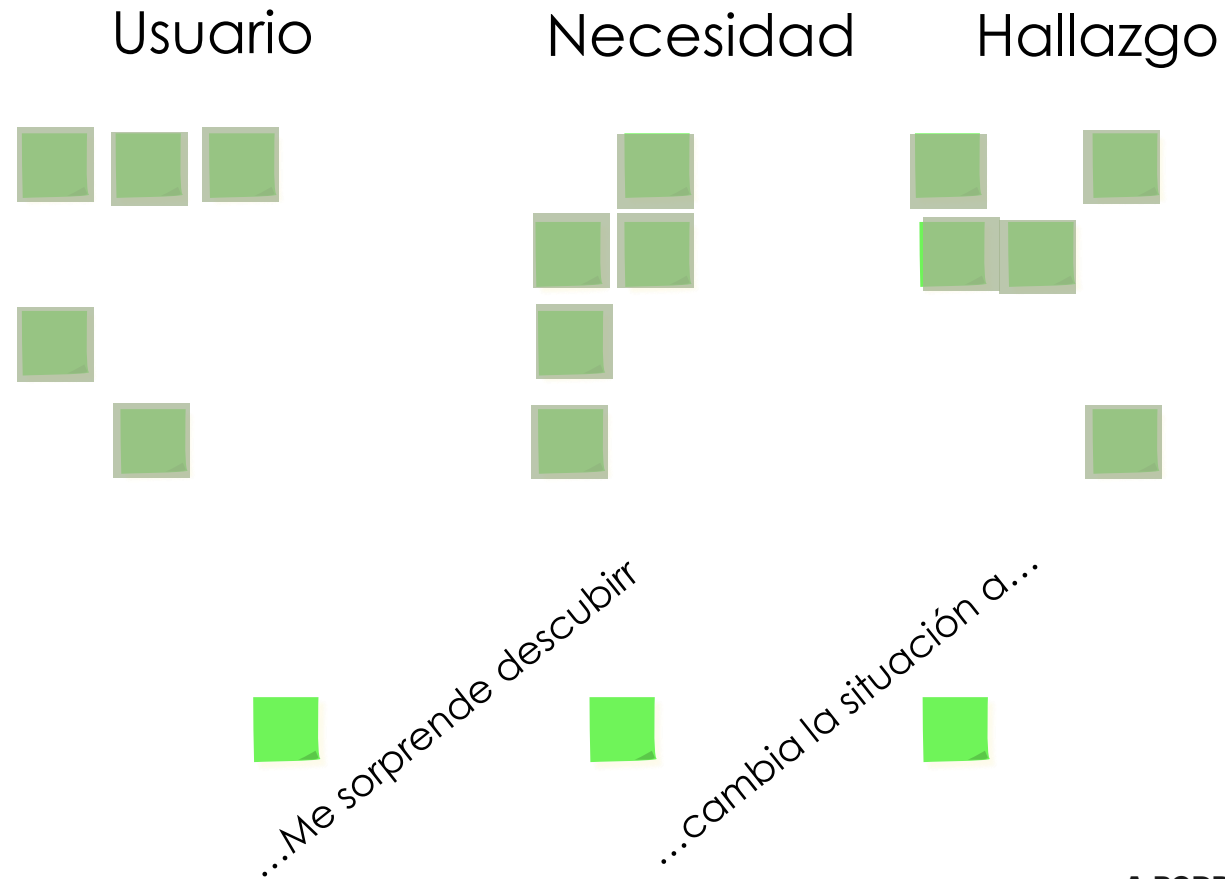 Usuario
Necesidad
Hallazgo
...Me sorprende descubirr
...cambia la situación a...